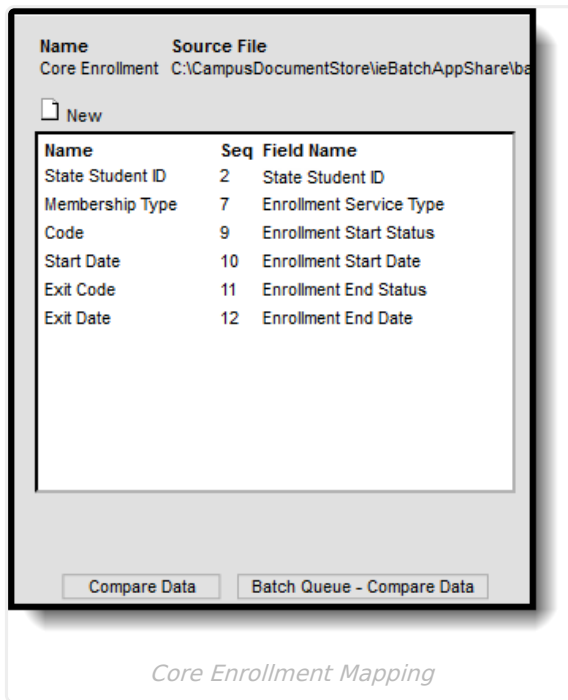 Name Source File
Core Enrollment C:\CampusDocumentStore\ieBatchAppShare\ba
New
Name Seq Field Name
State Student ID 2 State Student ID
Membership Type 7 Enrollment Service Type
Code 9 Enrollment Start Status
Start Date 10 Enrollment Start Date
Exit Code 11 Enrollment End Status
Exit Date 12 Enrollment End Date
Compare Data Batch Queue - Compare Data
Core Enrollment Mapping